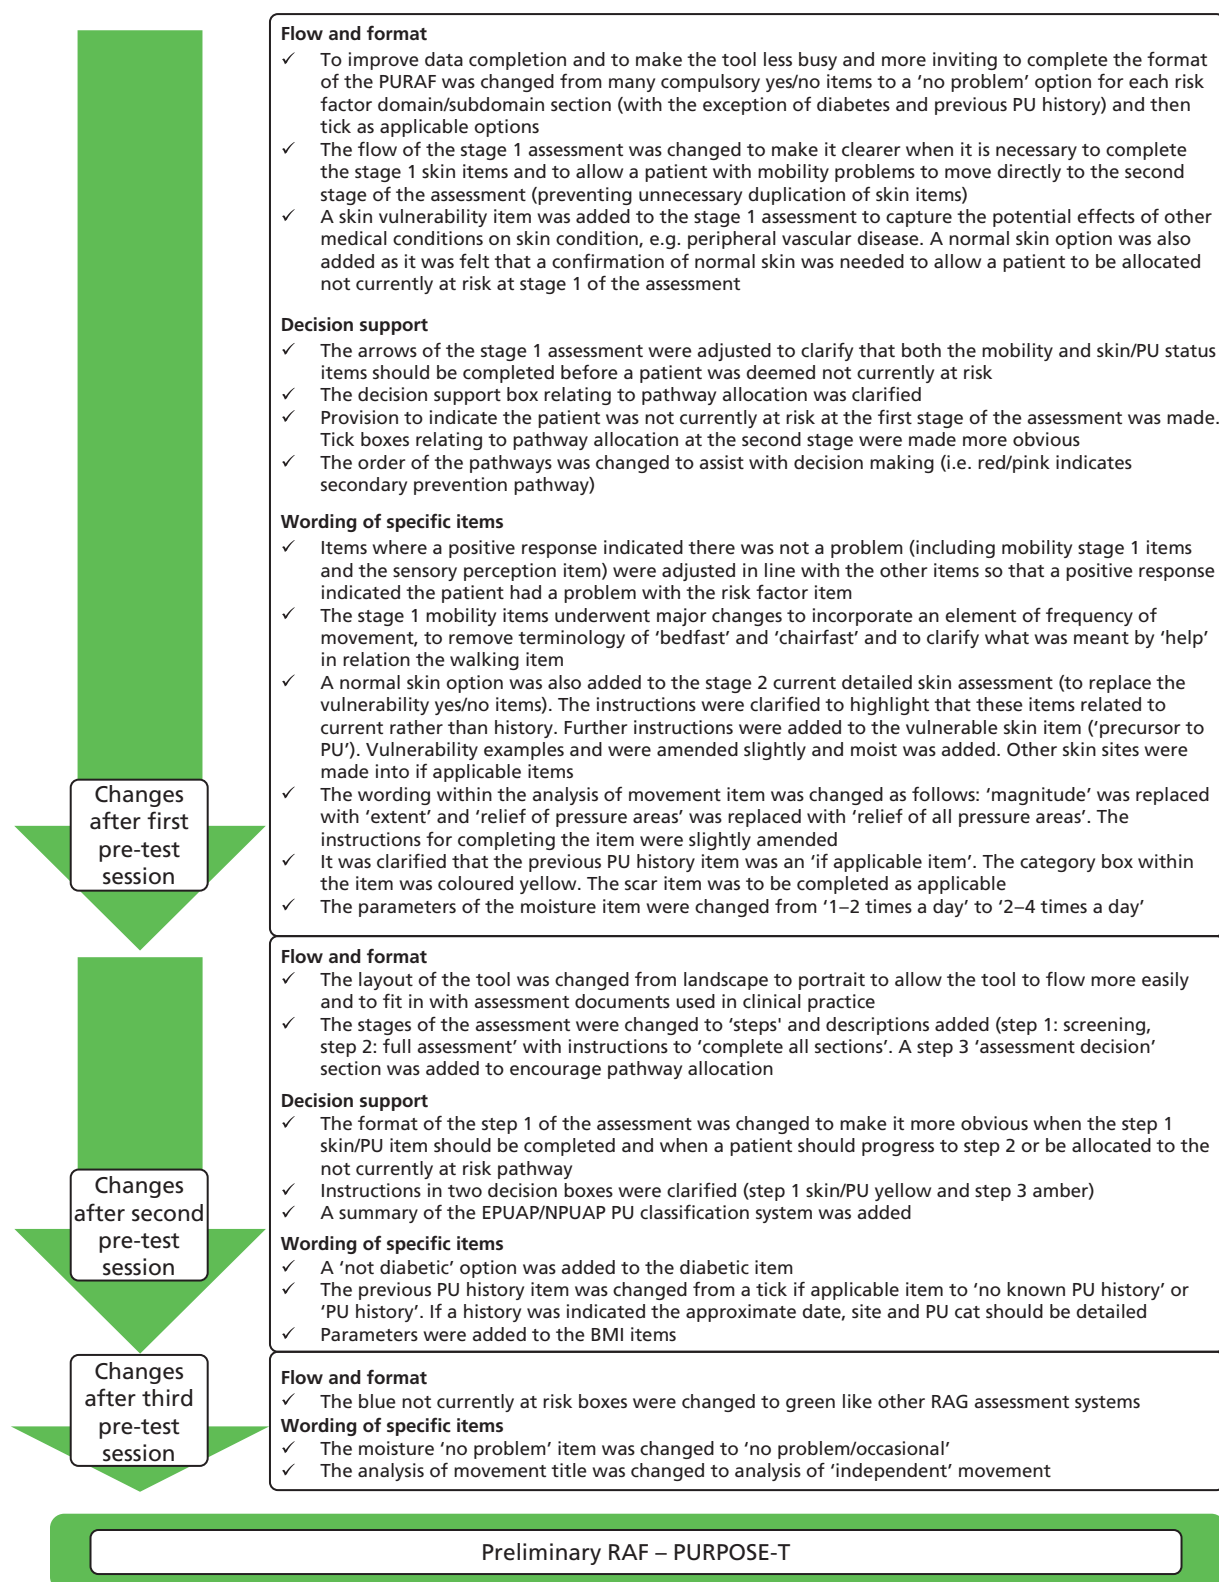 Flow and format
✓ To improve data completion and to make the tool less busy and more inviting to complete the format
of the PURAF was changed from many compulsory yes/no items to a 'no problem' option for each risk
factor domain/subdomain section (with the exception of diabetes and previous PU history) and then
tick as applicable options
✓ The flow of the stage 1 assessment was changed to make it clearer when it is necessary to complete
the stage 1 skin items and to allow a patient with mobility problems to move directly to the second
stage of the assessment (preventing unnecessary duplication of skin items)
✓ A skin vulnerability item was added to the stage 1 assessment to capture the potential effects of other
medical conditions on skin condition, e.g. peripheral vascular disease. A normal skin option was also
added as it was felt that a confirmation of normal skin was needed to allow a patient to be allocated
not currently at risk at stage 1 of the assessment
Decision support
✓ The arrows of the stage 1 assessment were adjusted to clarify that both the mobility and skin/PU status
items should be completed before a patient was deemed not currently at risk
✓ The decision support box relating to pathway allocation was clarified
✓ Provision to indicate the patient was not currently at risk at the first stage of the assessment was made.
Tick boxes relating to pathway allocation at the second stage were made more obvious
✓ The order of the pathways was changed to assist with decision making (i.e. red/pink indicates
secondary prevention pathway)
Wording of specific items
✓ Items where a positive response indicated there was not a problem (including mobility stage 1 items
and the sensory perception item) were adjusted in line with the other items so that a positive response
indicated the patient had a problem with the risk factor item
✓ The stage 1 mobility items underwent major changes to incorporate an element of frequency of
movement, to remove terminology of 'bedfast' and 'chairfast' and to clarify what was meant by 'help'
in relation the walking item
✓ A normal skin option was also added to the stage 2 current detailed skin assessment (to replace the
vulnerability yes/no items). The instructions were clarified to highlight that these items related to
current rather than history. Further instructions were added to the vulnerable skin item ('precursor to
PU'). Vulnerability examples and were amended slightly and moist was added. Other skin sites were
made into if applicable items
✓ The wording within the analysis of movement item was changed as follows: 'magnitude' was replaced
with 'extent' and 'relief of pressure areas' was replaced with 'relief of all pressure areas'. The
instructions for completing the item were slightly amended
✓ It was clarified that the previous PU history item was an 'if applicable item'. The category box within
the item was coloured yellow. The scar item was to be completed as applicable
✓ The parameters of the moisture item were changed from '1–2 times a day' to '2–4 times a day'
Changes
after first
pre-test
session
Flow and format
✓ The layout of the tool was changed from landscape to portrait to allow the tool to flow more easily
and to fit in with assessment documents used in clinical practice
✓ The stages of the assessment were changed to 'steps' and descriptions added (step 1: screening,
step 2: full assessment' with instructions to 'complete all sections'. A step 3 'assessment decision'
section was added to encourage pathway allocation
Decision support
✓ The format of the step 1 of the assessment was changed to make it more obvious when the step 1
skin/PU item should be completed and when a patient should progress to step 2 or be allocated to the
not currently at risk pathway
✓ Instructions in two decision boxes were clarified (step 1 skin/PU yellow and step 3 amber)
✓ A summary of the EPUAP/NPUAP PU classification system was added
Wording of specific items
✓ A 'not diabetic' option was added to the diabetic item
✓ The previous PU history item was changed from a tick if applicable item to 'no known PU history' or
'PU history'. If a history was indicated the approximate date, site and PU cat should be detailed
✓ Parameters were added to the BMI items
Changes
after second
pre-test
session
Flow and format
✓ The blue not currently at risk boxes were changed to green like other RAG assessment systems
Wording of specific items
✓ The moisture 'no problem' item was changed to 'no problem/occasional'
✓ The analysis of movement title was changed to analysis of 'independent' movement
Changes
after third
pre-test
session
Preliminary RAF – PURPOSE-T